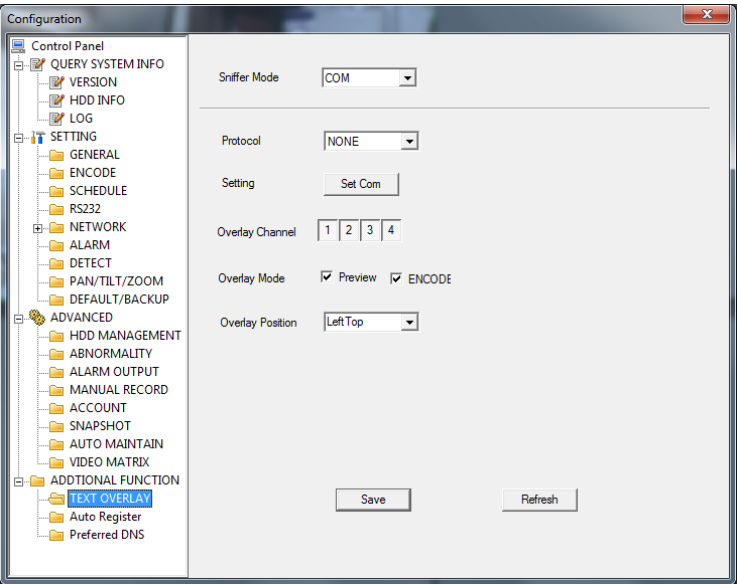 Configuration
Control Panel
QUERY SYSTEM INFO
VERSION
HDD INFO
LOG
SETTING
GENERAL
ENCODE
SCHEDULE
RS232
NETWORK
ALARM
DETECT
PAN/TILT/ZOOM
DEFAULT/BACKUP
ADVANCED
HDD MANAGEMENT
ABNORMALITY
ALARM OUTPUT
MANUAL RECORD
ACCOUNT
SNAPSHOT
AUTO MAINTAIN
VIDEO MATRIX
ADDTIONAL FUNCTION
TEXT OVERLAY
Auto Register
Preferred DNS
Sniffer Mode COM
Protocol NONE
Setting Set Com
Overlay Channel 1 2 3 4
Overlay Mode Preview ENCODE
Overlay Position LeftTop
Save Refresh